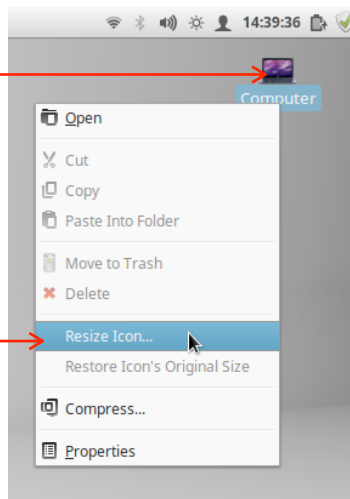 14:39:36
Computer
Open
Cut
Copy
Paste Into Folder
Move to Trash
Delete
Resize Icon...
Restore Icon's Original Size
Compress...
Properties